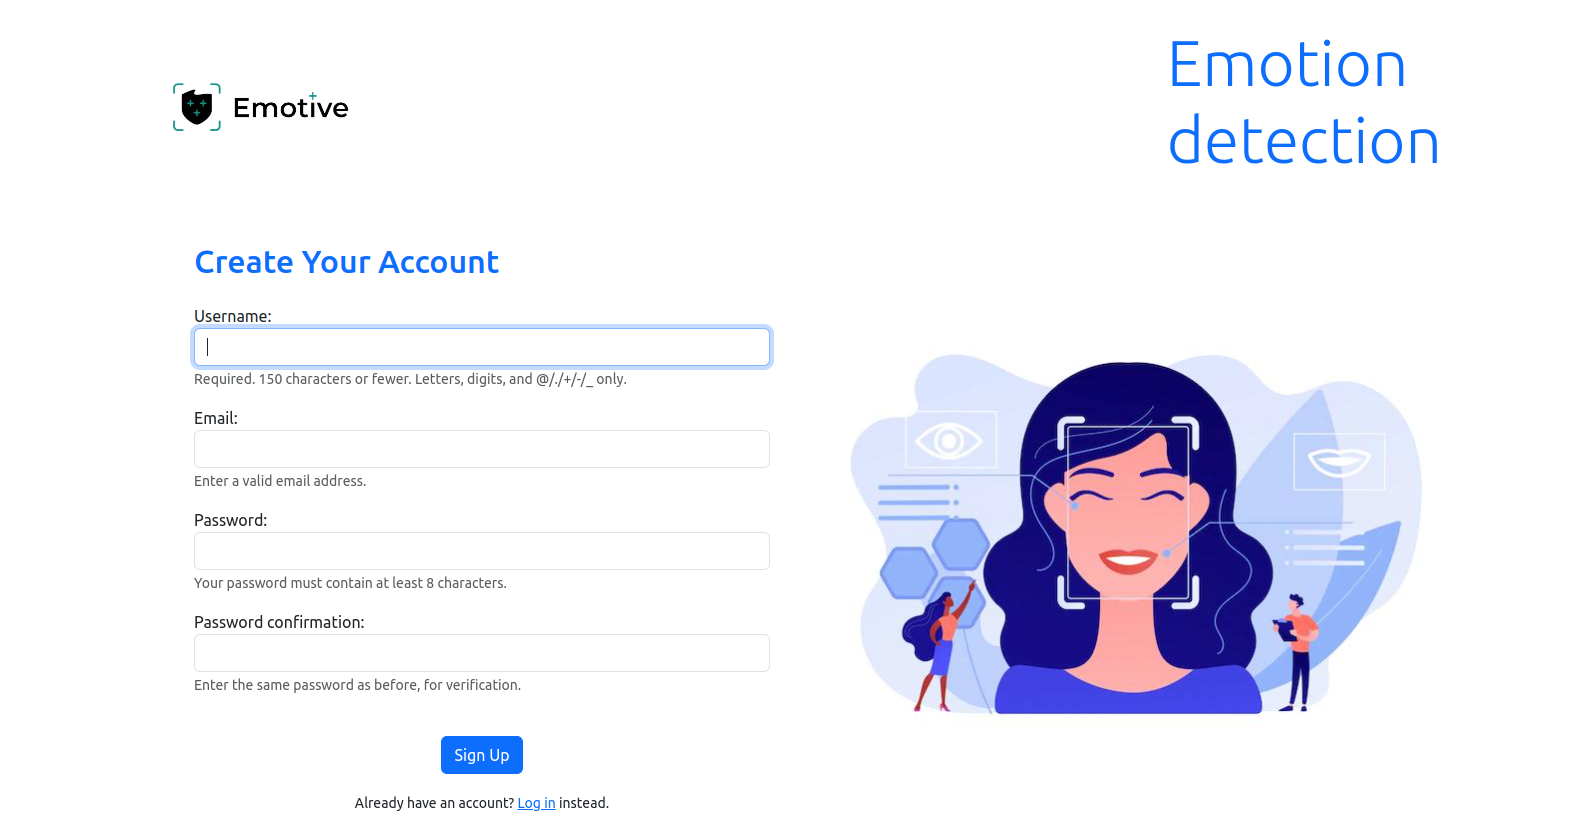 Emotive
Emotion
detection
Create Your Account
Username:
Required. 150 characters or fewer. Letters, digits, and @/./+/-/_ only.
Email:
Enter a valid email address.
Password:
Your password must contain at least 8 characters.
Password confirmation:
Enter the same password as before, for verification.
Sign Up
Already have an account? Log in instead.